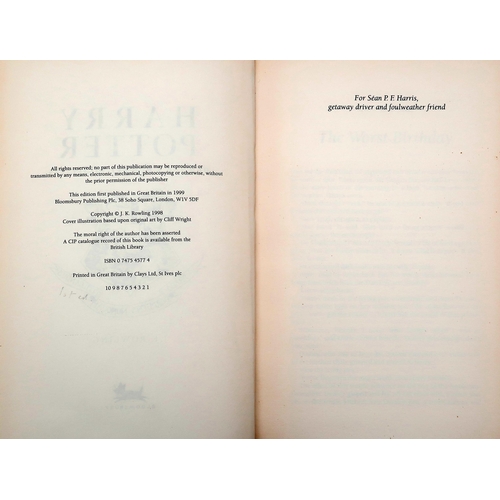 HARRY
POTTER
All rights reserved; no part of this publication may be reproduced or
transmitted by any means, electronic, mechanical, photocopying or otherwise, without
the prior permission of the publisher
This edition first published in Great Britain in 1999
Bloomsbury Publishing Plc, 38 Soho Square, London, W1V 5DF
Copyright © J. K. Rowling 1998
Cover illustration based upon original art by Cliff Wright
The moral right of the author has been asserted
A CIP catalogue record of this book is available from the
British Library
ISBN 0 7475 4577 4
Printed in Great Britain by Clays Ltd, St Ives plc
10 9 8 7 6 5 4 3 2 1
For Seán P. F. Harris,
getaway driver and foulweather friend